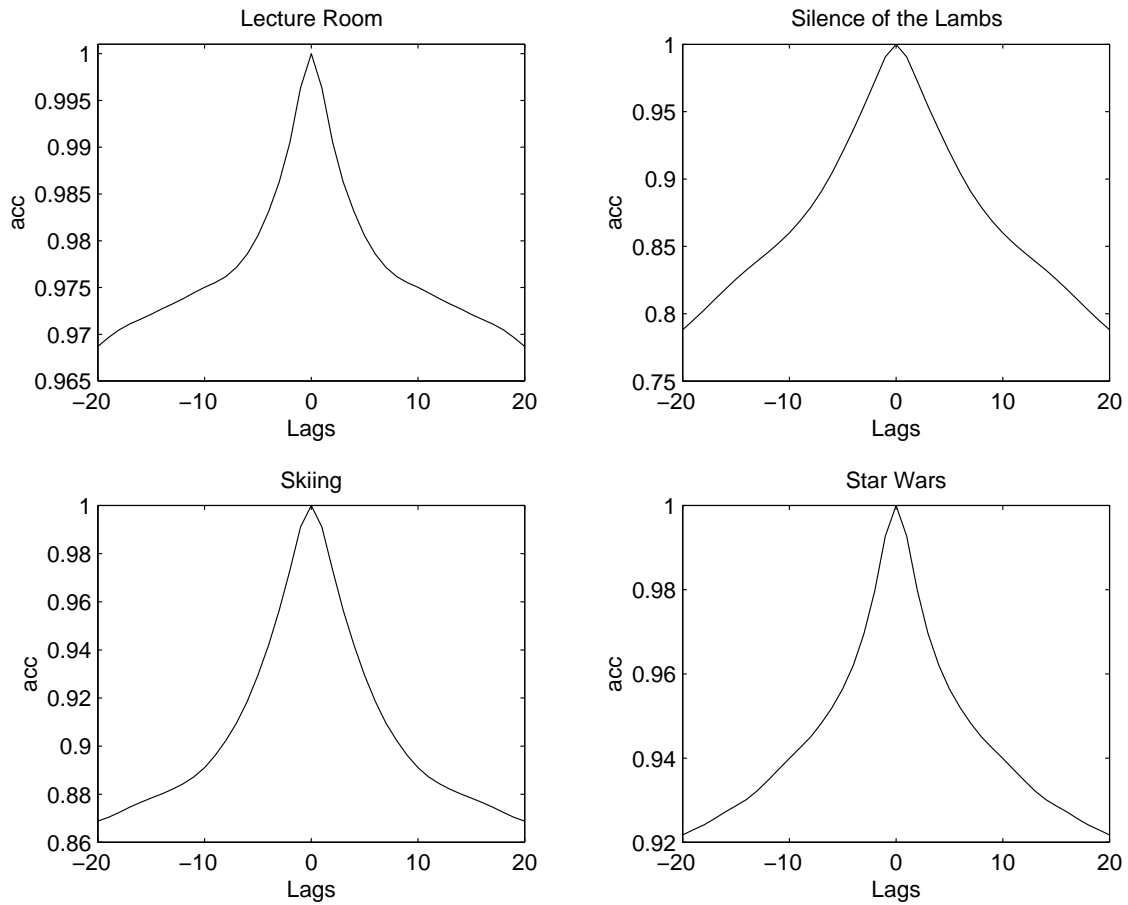 Lecture Room
1
0.995
0.99
0.985
0.98
0.975
0.97
0.965
acc
−20 −10 0 10 20
Lags
Silence of the Lambs
1
0.95
0.9
0.85
0.8
0.75
acc
−20 −10 0 10 20
Lags
Skiing
1
0.98
0.96
0.94
0.92
0.9
0.88
0.86
acc
−20 −10 0 10 20
Lags
Star Wars
1
0.98
0.96
0.94
0.92
acc
−20 −10 0 10 20
Lags